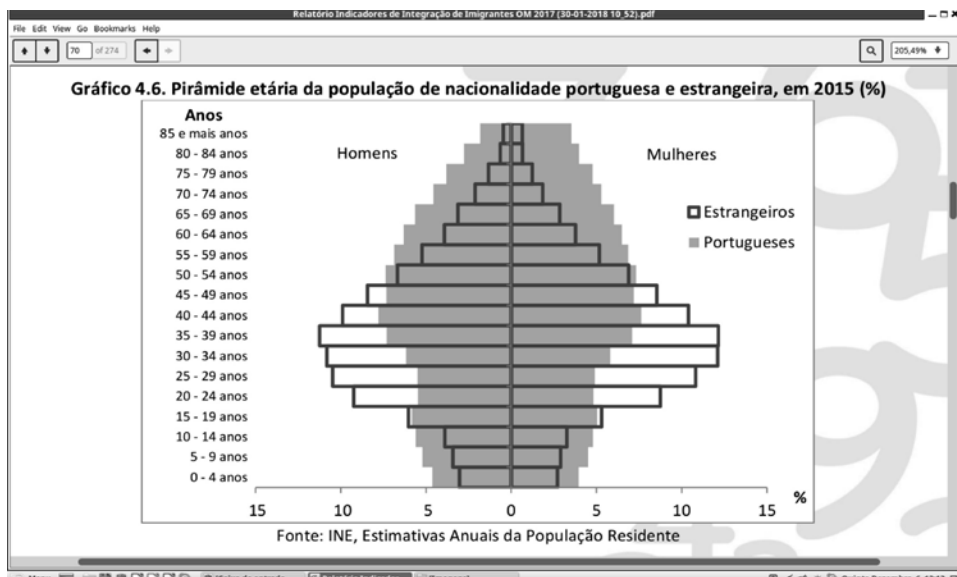 Relatório Indicadores de Integração de Imigrantes OM 2017 (30-01-2018 10_52).pdf
File Edit View Go Bookmarks Help
70 of 274
205,49%
Gráfico 4.6. Pirâmide etária da população de nacionalidade portuguesa e estrangeira, em 2015 (%)
Anos
85 e mais anos
80 - 84 anos
Homens
Mulheres
75 - 79 anos
70 - 74 anos
65 - 69 anos
Estrangeiros
60 - 64 anos
Portugueses
55 - 59 anos
50 - 54 anos
45 - 49 anos
40 - 44 anos
35 - 39 anos
30 - 34 anos
25 - 29 anos
20 - 24 anos
15 - 19 anos
10 - 14 anos
5 - 9 anos
0 - 4 anos
15 10 5 0 5 10 15 %
Fonte: INE, Estimativas Anuais da População Residente